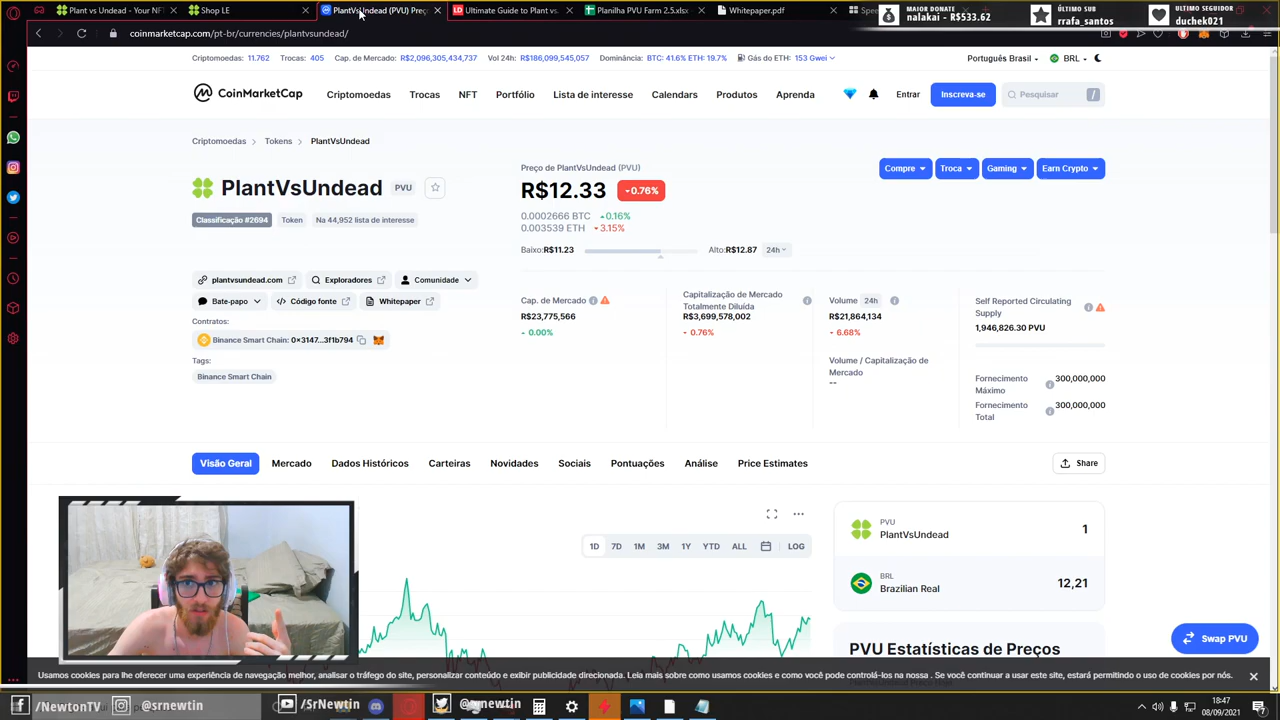 Plant vs Undead - Your NFT
Shop LE
PlantVsUndead (PVU) Preç
Ultimate Guide to Plant vs.
Planilha PVU Farm 2.5.xlsx
Whitepaper.pdf
MAIOR DONATE
nalakai - R$33.62
ÚLTIMO SUB
rrafa_santos
ÚLTIMO SEGUIDOR
duchek021
coinmarketcap.com/pt-br/currencies/plantvsundead/
Criptomoedas: 11.762 Trocas: 405 Cap. de Mercado: R$2,096,305,434,737 Vol 24h: R$186,099,545,057 Dominância: BTC: 41.6% ETH: 19.7% Gás do ETH: 153 Gwei
Português Brasil
BRL
CoinMarketCap
Criptomoedas Trocas NFT Portfólio Lista de interesse Calendars Produtos Aprenda
Entrar
Inscreva-se
Pesquisar
/
Criptomoedas Tokens PlantVsUndead
PlantVsUndead PVU
Classificação #2694 Token Na 44,952 lista de interesse
plantvsundead.com Exploradores Comunidade
Bate-papo Código fonte Whitepaper
Contratos:
Binance Smart Chain: 0x3147...3f1b794
Tags:
Binance Smart Chain
Preço de PlantVsUndead (PVU)
R$12.33 0.76%
0.0002666 BTC 0.16%
0.003539 ETH 3.15%
Baixo:R$11.23 Alto:R$12.87 24h
Compre Troca Gaming Earn Crypto
Cap. de Mercado
R$23,775,566
0.00%
Capitalização de Mercado
Totalmente Diluída
R$3,699,578,002
0.76%
Volume 24h
R$21,864,134
6.68%
Volume / Capitalização de
Mercado
--
Self Reported Circulating
Supply
1,946,826.30 PVU
Fornecimento
Máximo
300,000,000
Fornecimento
Total
300,000,000
Visão Geral Mercado Dados Históricos Carteiras Novidades Sociais Pontuações Análise Price Estimates
Share
1D 7D 1M 3M 1Y YTD ALL LOG
PVU
PlantVsUndead
1
BRL
Brazilian Real
12,21
Swap PVU
PVU Estatísticas de Preços
Usamos cookies para lhe oferecer uma experiência de navegação melhor, analisar o tráfego do site, personalizar conteúdo e exibir publicidade direcionada. Leia mais sobre como usamos cookies e como você pode controlá-los na nossa . Se você continuar a usar este site, estará permitindo o uso de cookies por nós.
/NewtonTV
@srnewtin
/SrNewtin
@srnewtin
18:47
08/09/2021